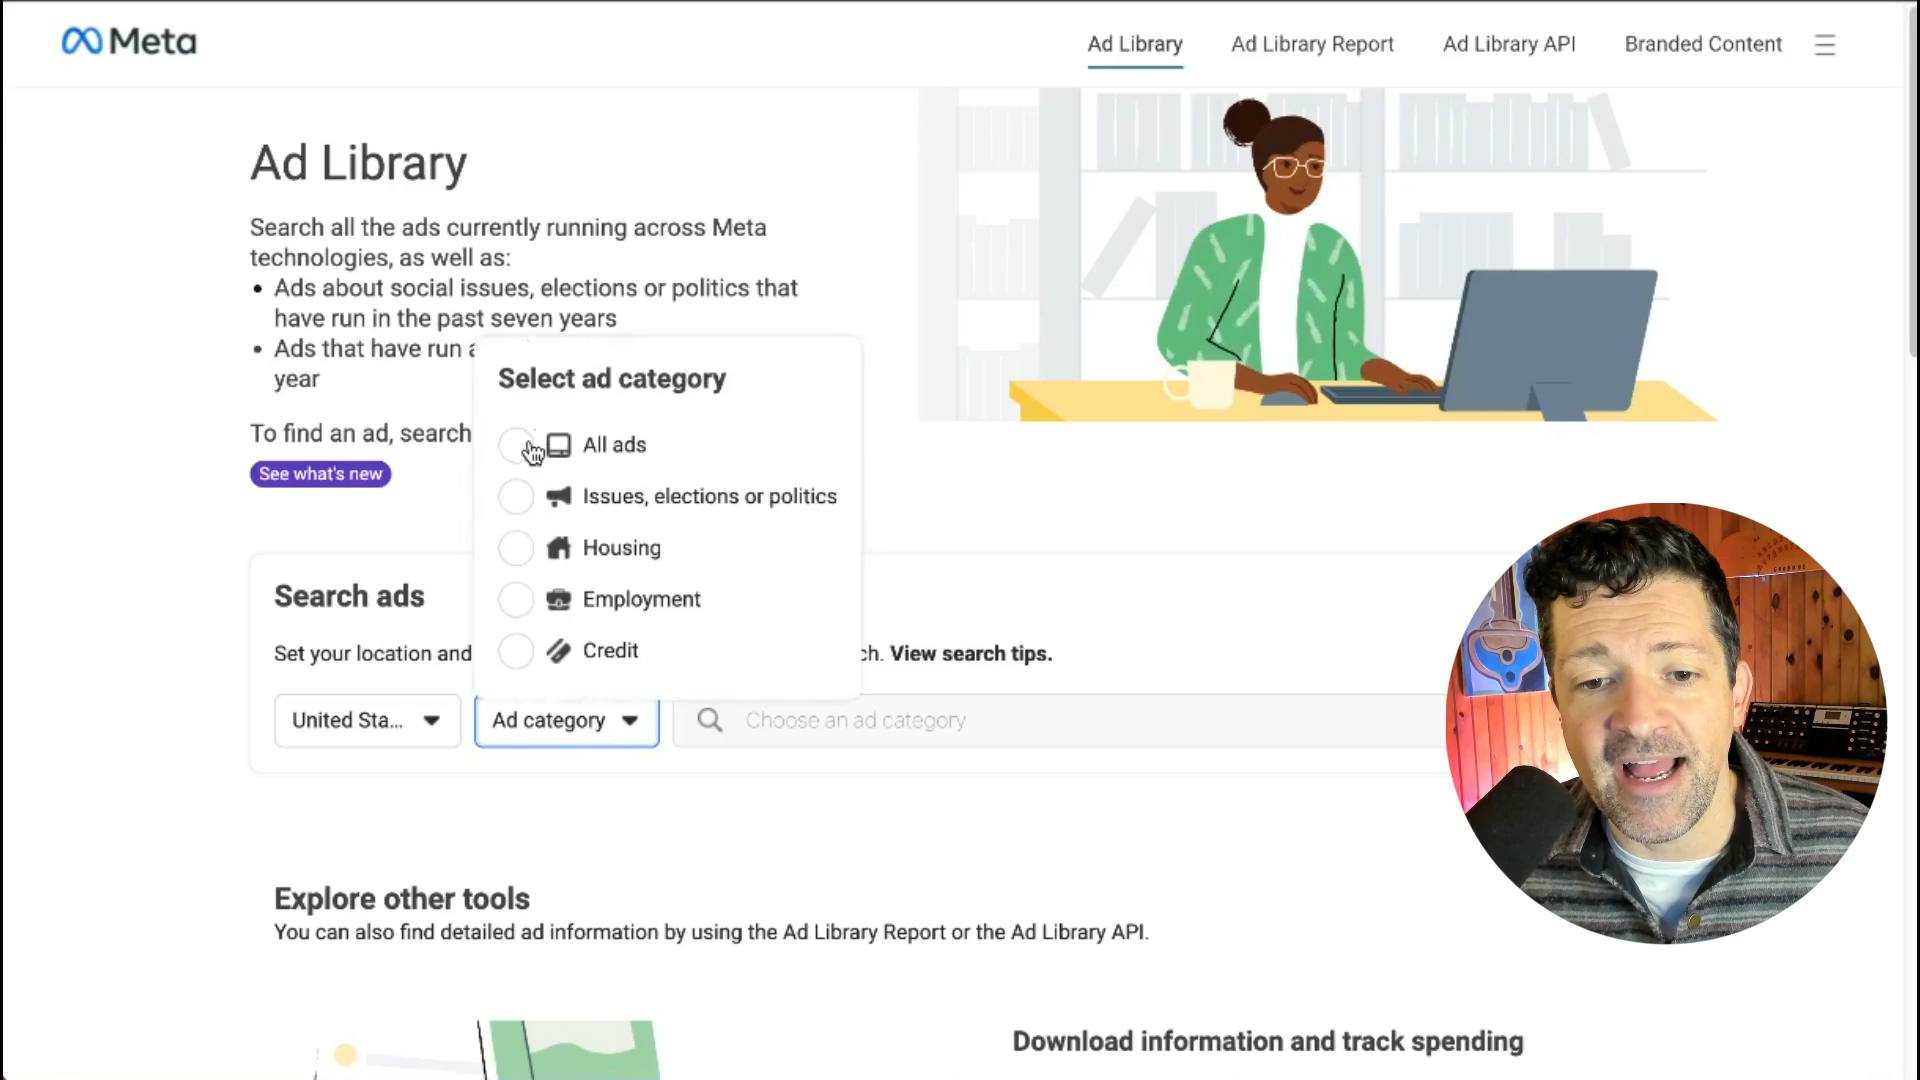 Meta
Ad Library
Ad Library Report
Ad Library API
Branded Content
Ad Library
Search all the ads currently running across Meta
technologies, as well as:
• Ads about social issues, elections or politics that
have run in the past seven years
• Ads that have run a
year
To find an ad, search
See what's new
Select ad category
All ads
Issues, elections or politics
Housing
Employment
Credit
Search ads
Set your location and
ch. View search tips.
United Sta...
Ad category
Choose an ad category
Explore other tools
You can also find detailed ad information by using the Ad Library Report or the Ad Library API.
Download information and track spending